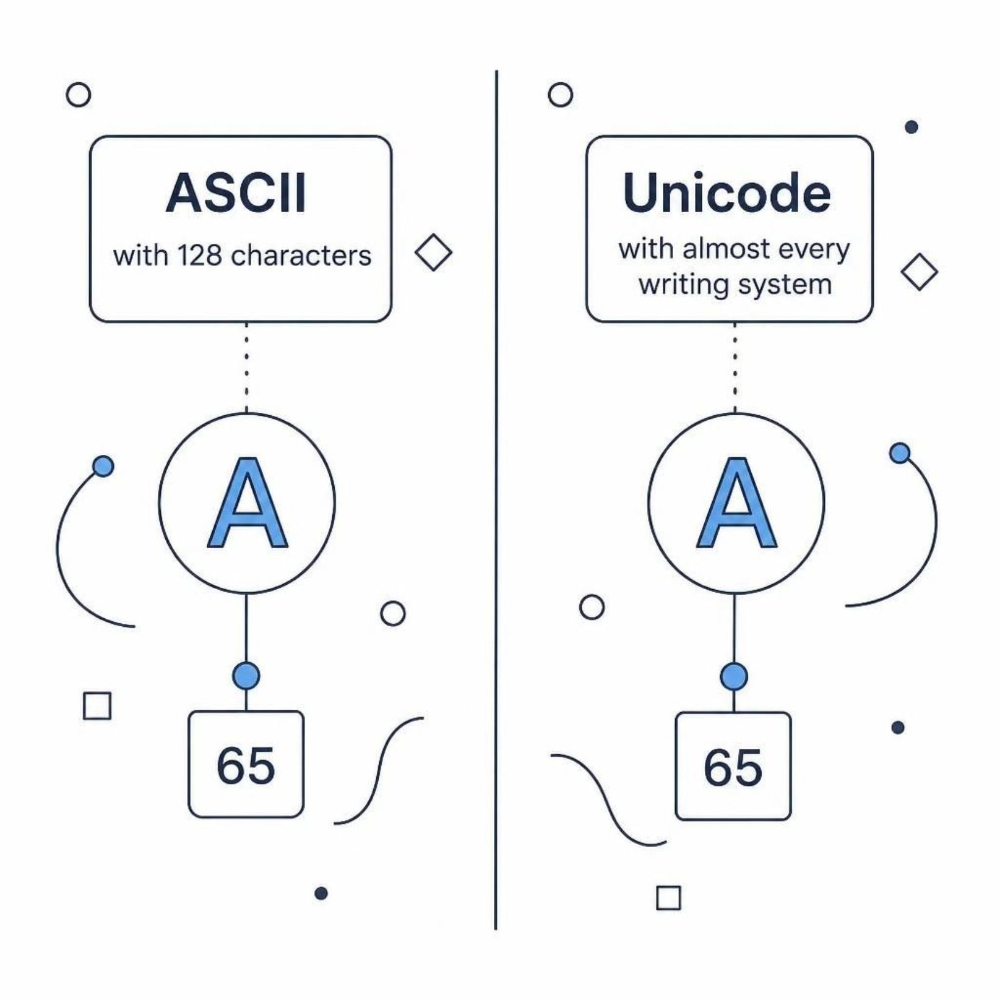 ASCII
with 128 characters
A
65
Unicode
with almost every
writing system
A
65